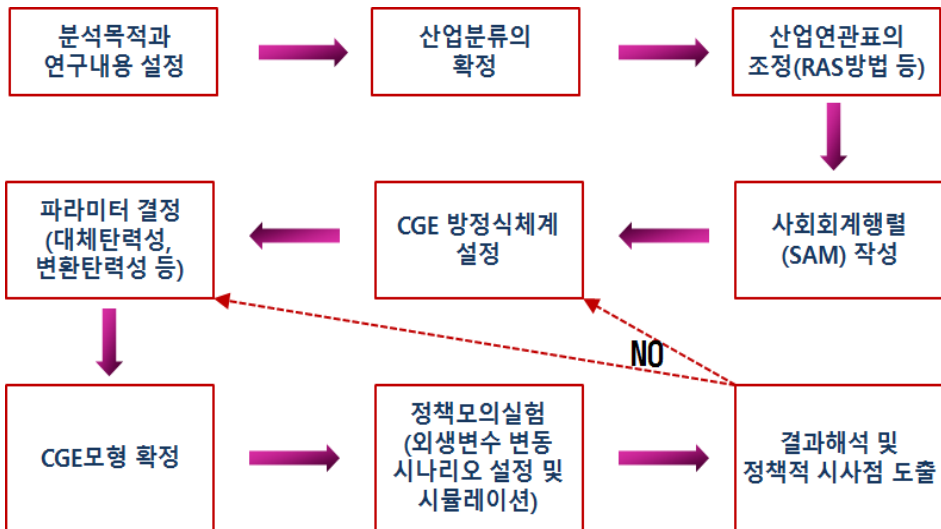 분석목적과
연구내용 설정
산업분류의
확정
산업연관표의
조정(RAS방법 등)
파라미터 결정
(대체탄력성,
변환탄력성 등)
CGE 방정식체계
설정
사회회계행렬
(SAM) 작성
NO
CGE모형 확정
정책모의실험
(외생변수 변동
시나리오 설정 및
시뮬레이션)
결과해석 및
정책적 시사점 도출